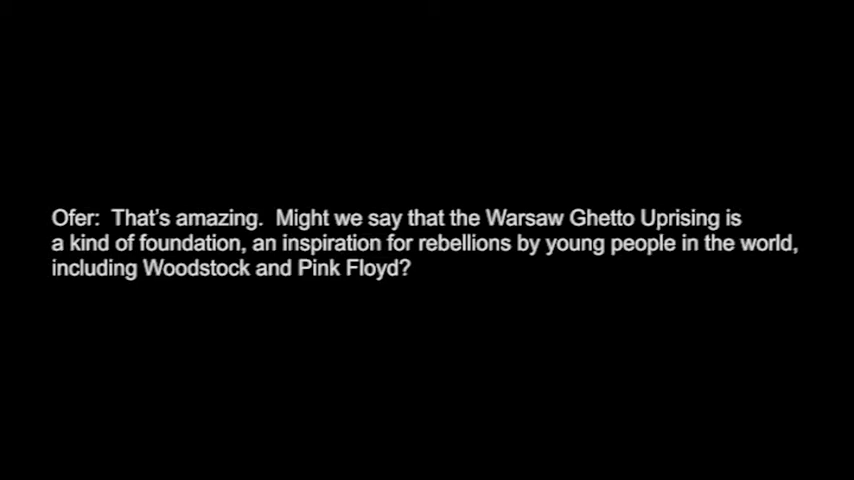 Ofer:  That's amazing.  Might we say that the Warsaw Ghetto Uprising is
a kind of foundation, an inspiration for rebellions by young people in the world,
including Woodstock and Pink Floyd?